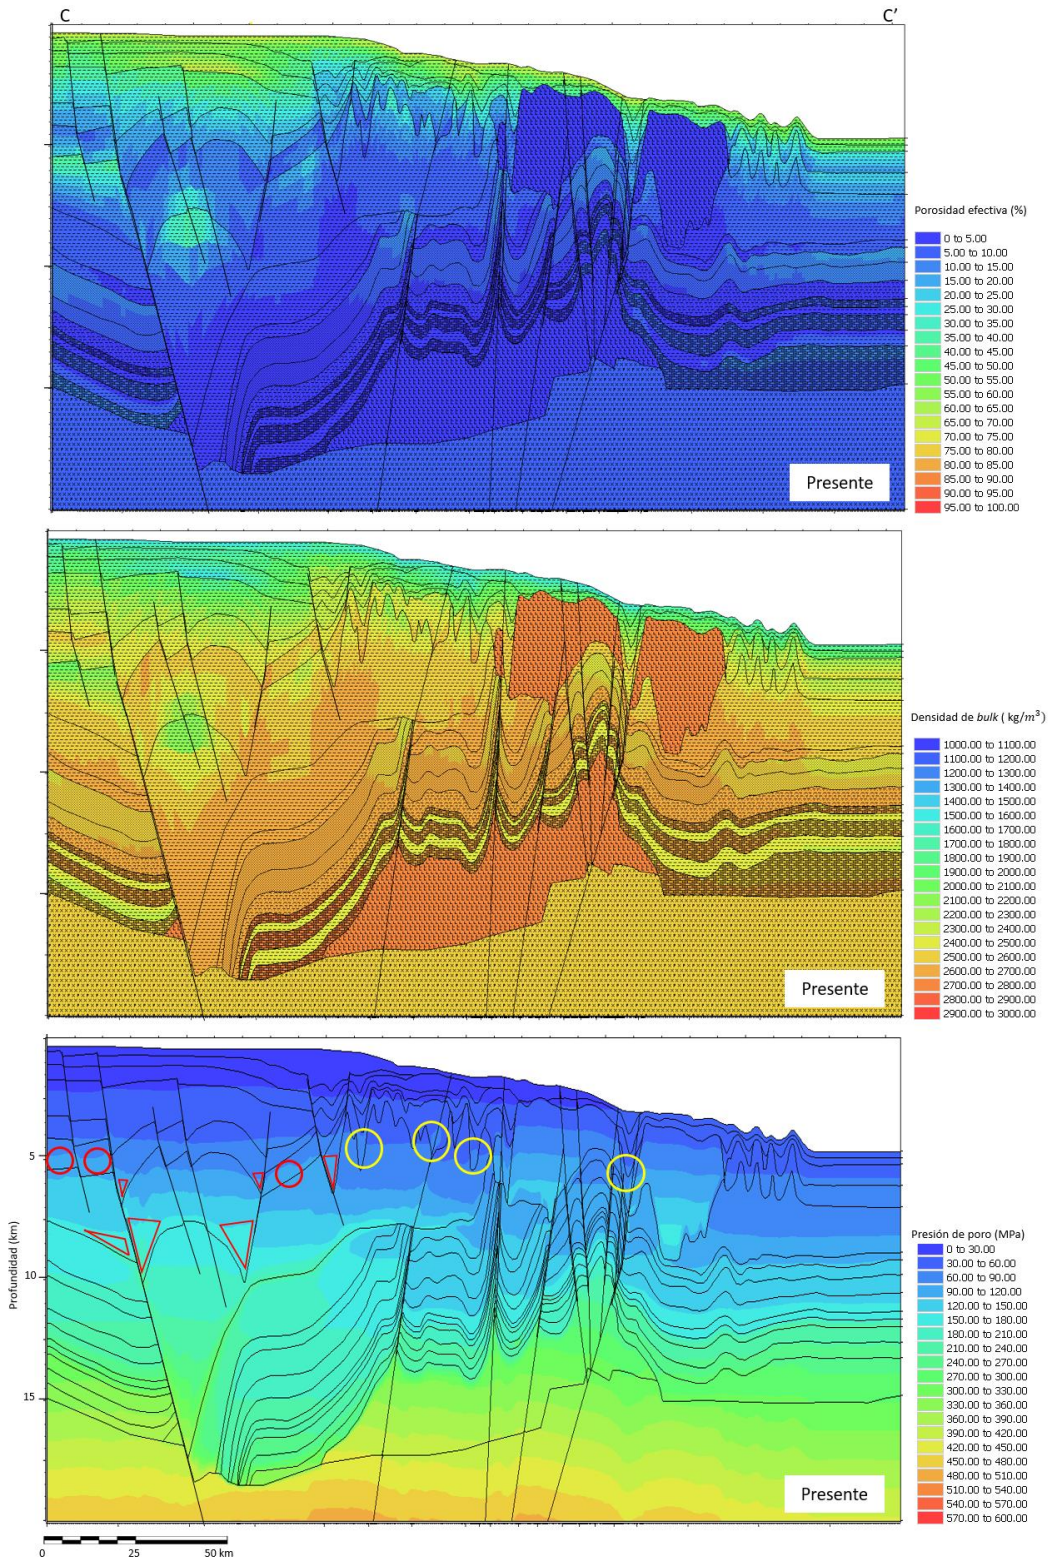 C C’
Porosidad efectiva (%)
0 to 5.00
5.00 to 10.00
10.00 to 15.00
15.00 to 20.00
20.00 to 25.00
25.00 to 30.00
30.00 to 35.00
35.00 to 40.00
40.00 to 45.00
45.00 to 50.00
50.00 to 55.00
55.00 to 60.00
60.00 to 65.00
65.00 to 70.00
70.00 to 75.00
75.00 to 80.00
80.00 to 85.00
85.00 to 90.00
90.00 to 95.00
95.00 to 100.00
Presente
Densidad de bulk ( kg/m³)
1000.00 to 1100.00
1100.00 to 1200.00
1200.00 to 1300.00
1300.00 to 1400.00
1400.00 to 1500.00
1500.00 to 1600.00
1600.00 to 1700.00
1700.00 to 1800.00
1800.00 to 1900.00
1900.00 to 2000.00
2000.00 to 2100.00
2100.00 to 2200.00
2200.00 to 2300.00
2300.00 to 2400.00
2400.00 to 2500.00
2500.00 to 2600.00
2600.00 to 2700.00
2700.00 to 2800.00
2800.00 to 2900.00
2900.00 to 3000.00
Presente
5
10
15
Profundidad (km)
Presión de poro (MPa)
0 to 30.00
30.00 to 60.00
60.00 to 90.00
90.00 to 120.00
120.00 to 150.00
150.00 to 180.00
180.00 to 210.00
210.00 to 240.00
240.00 to 270.00
270.00 to 300.00
300.00 to 330.00
330.00 to 360.00
360.00 to 390.00
390.00 to 420.00
420.00 to 450.00
450.00 to 480.00
480.00 to 510.00
510.00 to 540.00
540.00 to 570.00
570.00 to 600.00
Presente
0 25 50 km